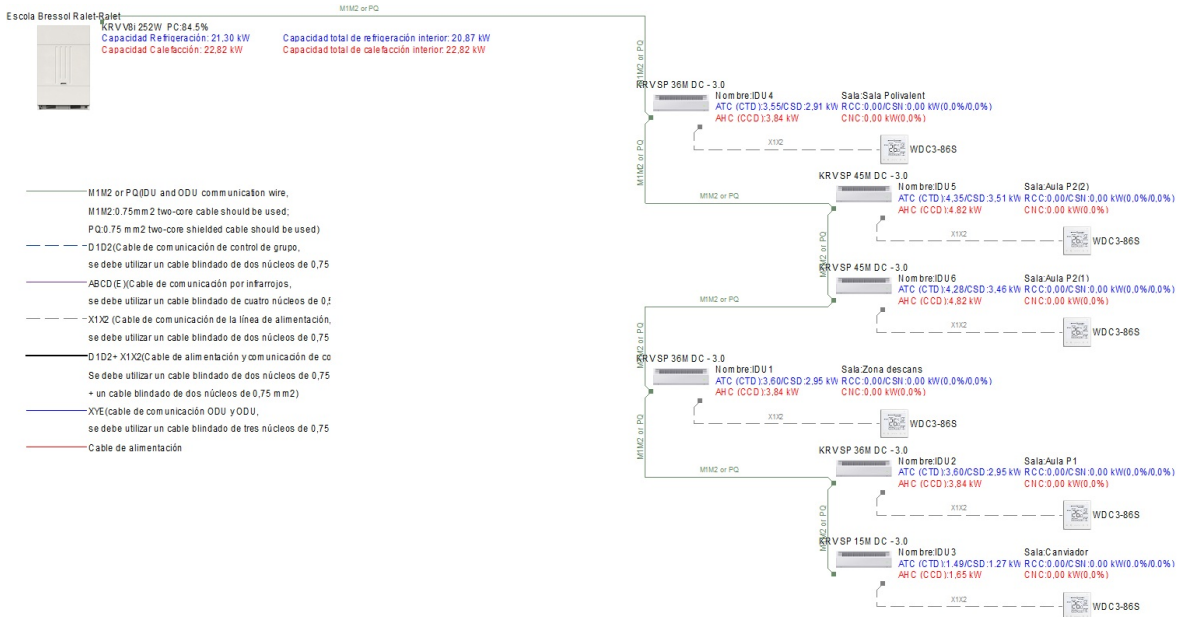 Escola Bressol Ralet-Ralet
M1M2 or PQ
KRV V8i 252W PC:84.5%
Capacidad Refrigeración: 21,30 kW Capacidad total de refrigeración interior: 20,87 kW
Capacidad Calefacción: 22,82 kW Capacidad total de calefacción interior: 22,82 kW
M1M2 or PQ
KRVSP 36M DC - 3.0
Nombre:IDU4 Sala:Sala Polivalent
ATC (CTD):3,55/CSD:2,91 kW RCC:0,00/CSN:0,00 kW(0,0%/0,0%)
AHC (CCD):3,84 kW CNC:0,00 kW(0,0%)
X1X2
WDC3-86S
M1M2 or PQ
M1M2 or PQ
KRVSP 45M DC - 3.0
Nombre:IDU5 Sala:Aula P2(2)
ATC (CTD):4,35/CSD:3,51 kW RCC:0,00/CSN:0,00 kW(0,0%/0,0%)
AHC (CCD):4,82 kW CNC:0,00 kW(0,0%)
X1X2
WDC3-86S
M1M2 or PQ
KRVSP 45M DC - 3.0
Nombre:IDU6 Sala:Aula P2(1)
ATC (CTD):4,28/CSD:3,46 kW RCC:0,00/CSN:0,00 kW(0,0%/0,0%)
AHC (CCD):4,82 kW CNC:0,00 kW(0,0%)
X1X2
WDC3-86S
M1M2 or PQ
M1M2 or PQ
KRVSP 36M DC - 3.0
Nombre:IDU1 Sala:Zona descans
ATC (CTD):3,60/CSD:2,95 kW RCC:0,00/CSN:0,00 kW(0,0%/0,0%)
AHC (CCD):3,84 kW CNC:0,00 kW(0,0%)
X1X2
WDC3-86S
M1M2 or PQ
M1M2 or PQ
KRVSP 36M DC - 3.0
Nombre:IDU2 Sala:Aula P1
ATC (CTD):3,60/CSD:2,95 kW RCC:0,00/CSN:0,00 kW(0,0%/0,0%)
AHC (CCD):3,84 kW CNC:0,00 kW(0,0%)
X1X2
WDC3-86S
M1M2 or PQ
KRVSP 15M DC - 3.0
Nombre:IDU3 Sala:Canviador
ATC (CTD):1,49/CSD:1,27 kW RCC:0,00/CSN:0,00 kW(0,0%/0,0%)
AHC (CCD):1,65 kW CNC:0,00 kW(0,0%)
X1X2
WDC3-86S
M1M2 or PQ(IDU and ODU communication wire,
M1M2:0.75mm2 two-core cable should be used;
PQ:0.75 mm2 two-core shielded cable should be used)
D1D2(Cable de comunicación de control de grupo,
se debe utilizar un cable blindado de dos núcleos de 0,75
ABCD(E)(Cable de comunicación por infrarrojos,
se debe utilizar un cable blindado de cuatro núcleos de 0,5
X1X2 (Cable de comunicación de la línea de alimentación,
se debe utilizar un cable blindado de dos núcleos de 0,75
D1D2+ X1X2(Cable de alimentación y comunicación de co
Se debe utilizar un cable blindado de dos núcleos de 0,75
+ un cable blindado de dos núcleos de 0,75 mm2)
XYE(cable de comunicación ODU y ODU,
se debe utilizar un cable blindado de tres núcleos de 0,75
Cable de alimentación